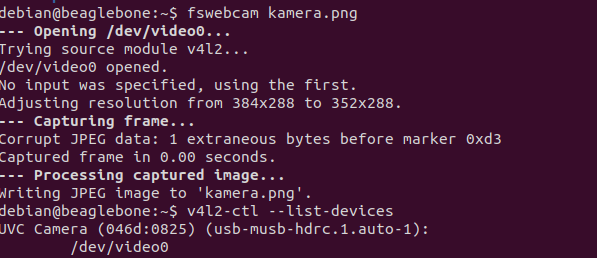 debian@beaglebone:~$ fswebcam kamera.png
--- Opening /dev/video0...
Trying source module v4l2...
/dev/video0 opened.
No input was specified, using the first.
Adjusting resolution from 384x288 to 352x288.
--- Capturing frame...
Corrupt JPEG data: 1 extraneous bytes before marker 0xd3
Captured frame in 0.00 seconds.
--- Processing captured image...
Writing JPEG image to 'kamera.png'.
debian@beaglebone:~$ v4l2-ctl --list-devices
UVC Camera (046d:0825) (usb-musb-hdrc.1.auto-1):
        /dev/video0